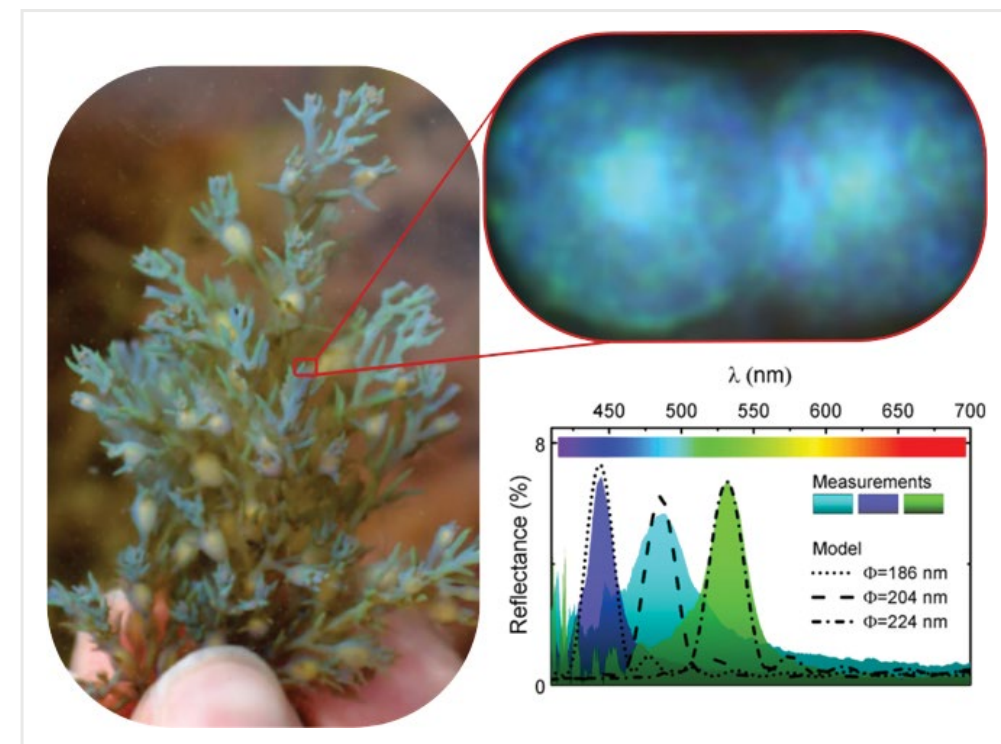 λ (nm)
450 500 550 600 650 700
8
Reflectance (%)
0
Measurements
Model
Φ=186 nm
Φ=204 nm
Φ=224 nm